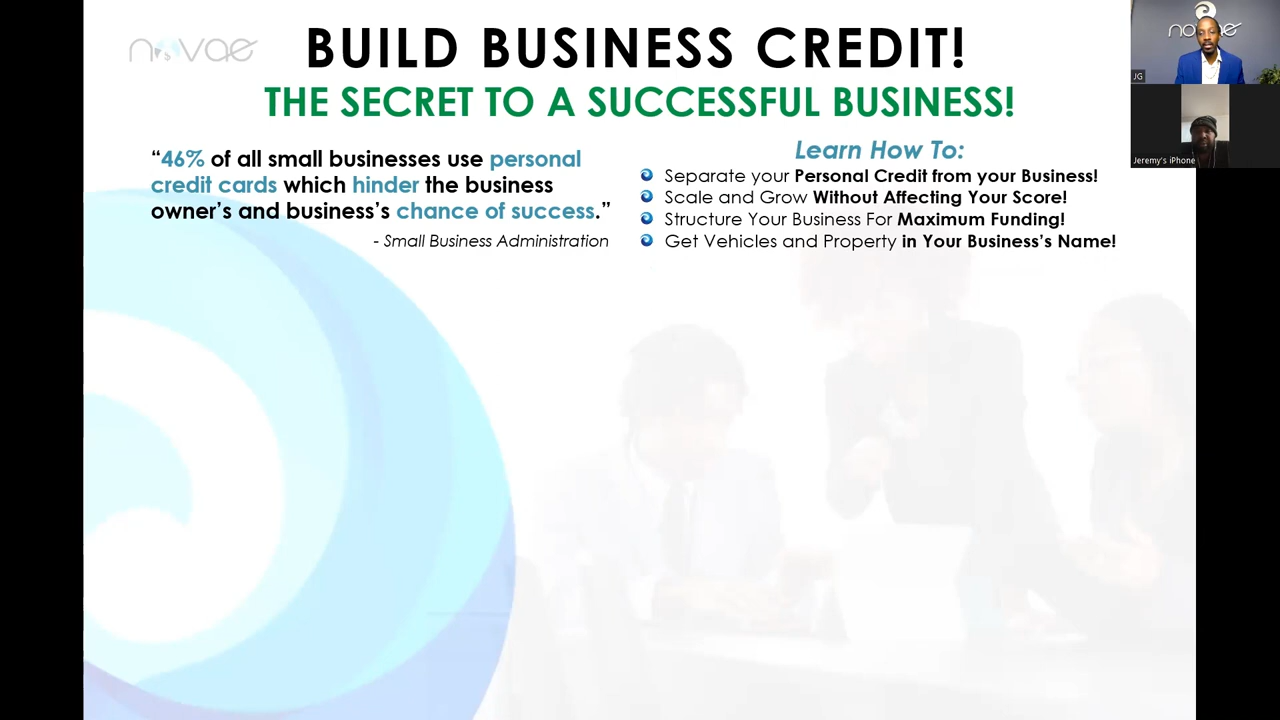 novae
BUILD BUSINESS CREDIT!
THE SECRET TO A SUCCESSFUL BUSINESS!
“46% of all small businesses use personal
credit cards which hinder the business
owner’s and business’s chance of success.”
- Small Business Administration
Learn How To:
Separate your Personal Credit from your Business!
Scale and Grow Without Affecting Your Score!
Structure Your Business For Maximum Funding!
Get Vehicles and Property in Your Business’s Name!
novae
JG
Jeremy's iPhone